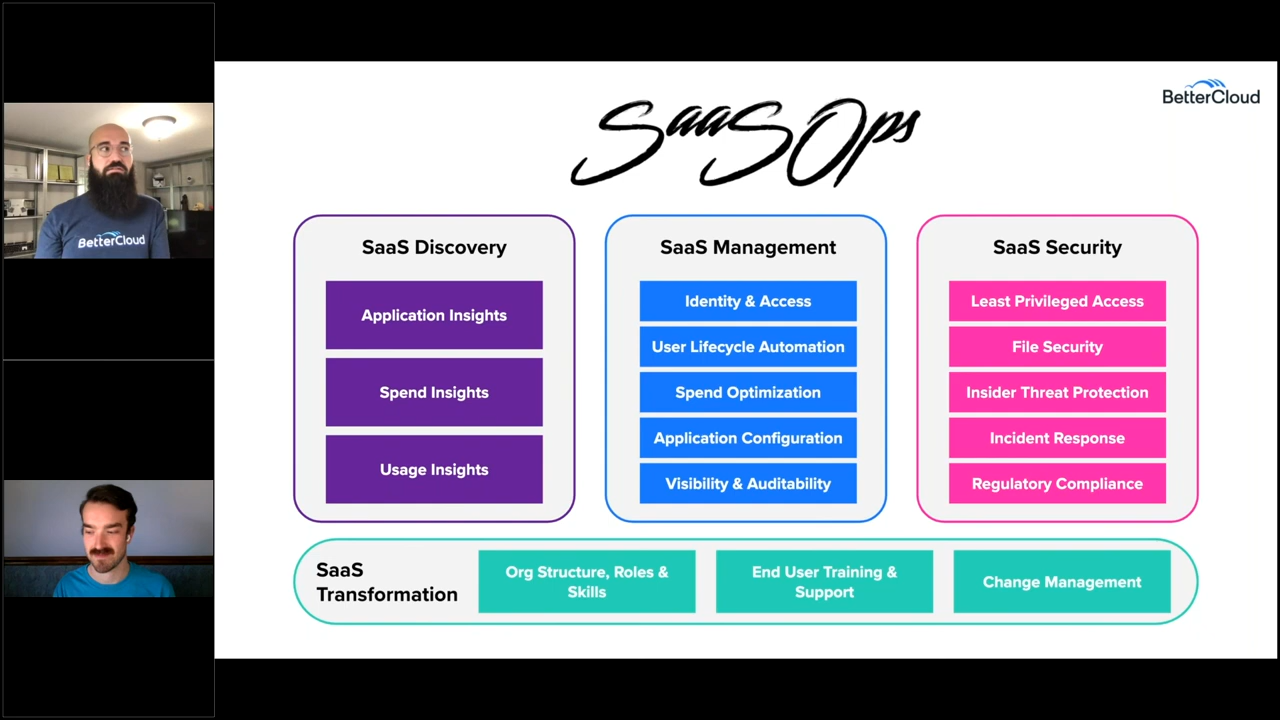 BetterCloud
SaaSOps
BetterCloud
SaaS Discovery
Application Insights
Spend Insights
Usage Insights
SaaS Management
Identity & Access
User Lifecycle Automation
Spend Optimization
Application Configuration
Visibility & Auditability
SaaS Security
Least Privileged Access
File Security
Insider Threat Protection
Incident Response
Regulatory Compliance
SaaS
Transformation
Org Structure, Roles &
Skills
End User Training &
Support
Change Management